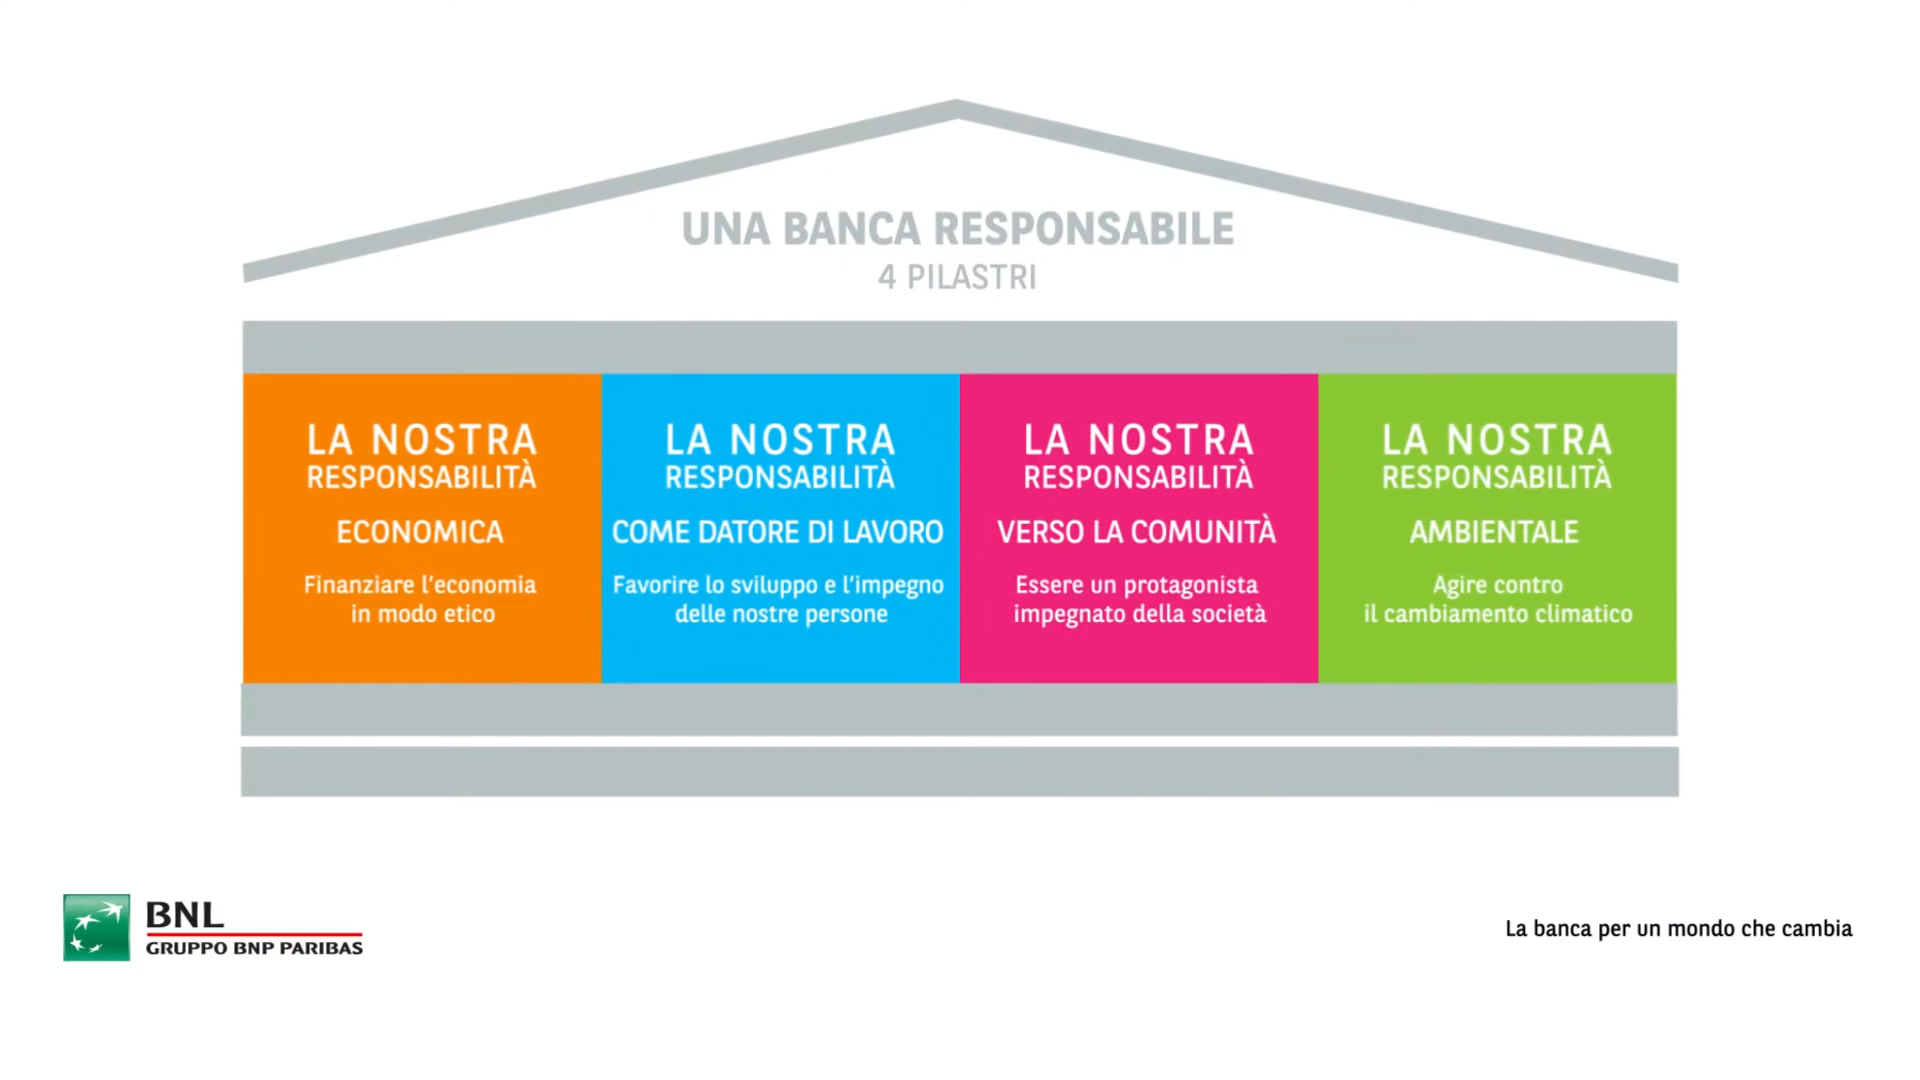 UNA BANCA RESPONSABILE
4 PILASTRI
LA NOSTRA
RESPONSABILITÀ
ECONOMICA
Finanziare l'economia
in modo etico
LA NOSTRA
RESPONSABILITÀ
COME DATORE DI LAVORO
Favorire lo sviluppo e l'impegno
delle nostre persone
LA NOSTRA
RESPONSABILITÀ
VERSO LA COMUNITÀ
Essere un protagonista
impegnato della società
LA NOSTRA
RESPONSABILITÀ
AMBIENTALE
Agire contro
il cambiamento climatico
BNL
GRUPPO BNP PARIBAS
La banca per un mondo che cambia